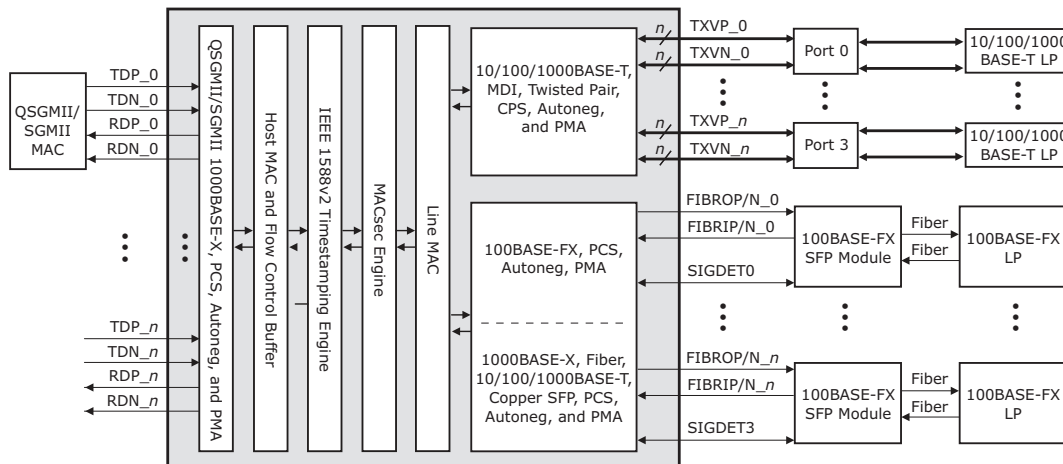 QSGMII/
SGMII
MAC
TDP_0
TDN_0
RDP_0
RDN_0
TDP_n
TDN_n
RDP_n
RDN_n
QSGMII/SGMII 1000BASE-X, PCS, Autoneg, and PMA
Host MAC and Flow Control Buffer
IEEE 1588v2 Timestamping Engine
MACsec Engine
Line MAC
10/100/1000BASE-T,
MDI, Twisted Pair,
CPS, Autoneg,
and PMA
100BASE-FX, PCS,
Autoneg, PMA
1000BASE-X, Fiber,
10/100/1000BASE-T,
Copper SFP, PCS,
Autoneg, and PMA
n
TXVP_0
n
TXVN_0
n
TXVP_n
n
TXVN_n
Port 0
Port 3
10/100/1000
BASE-T LP
10/100/1000
BASE-T LP
FIBROP/N_0
FIBRIP/N_0
SIGDET0
100BASE-FX
SFP Module
Fiber
Fiber
100BASE-FX
LP
FIBROP/N_n
FIBRIP/N_n
SIGDET3
100BASE-FX
SFP Module
Fiber
Fiber
100BASE-FX
LP